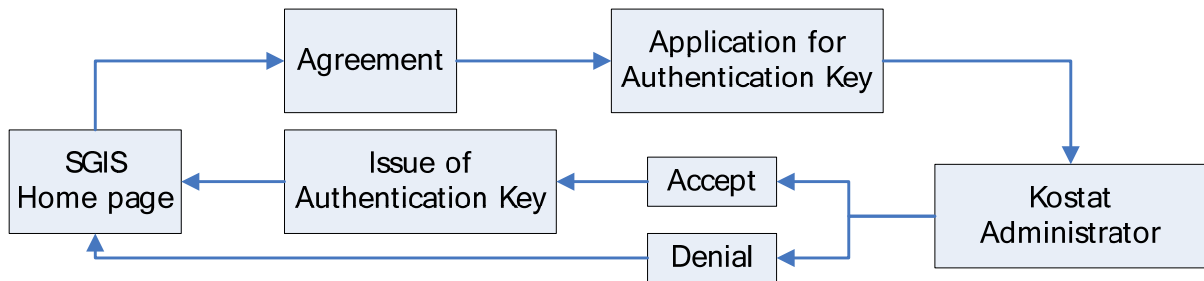 Agreement
Application for
Authentication Key
SGIS
Home page
Issue of
Authentication Key
Accept
Denial
Kostat
Administrator